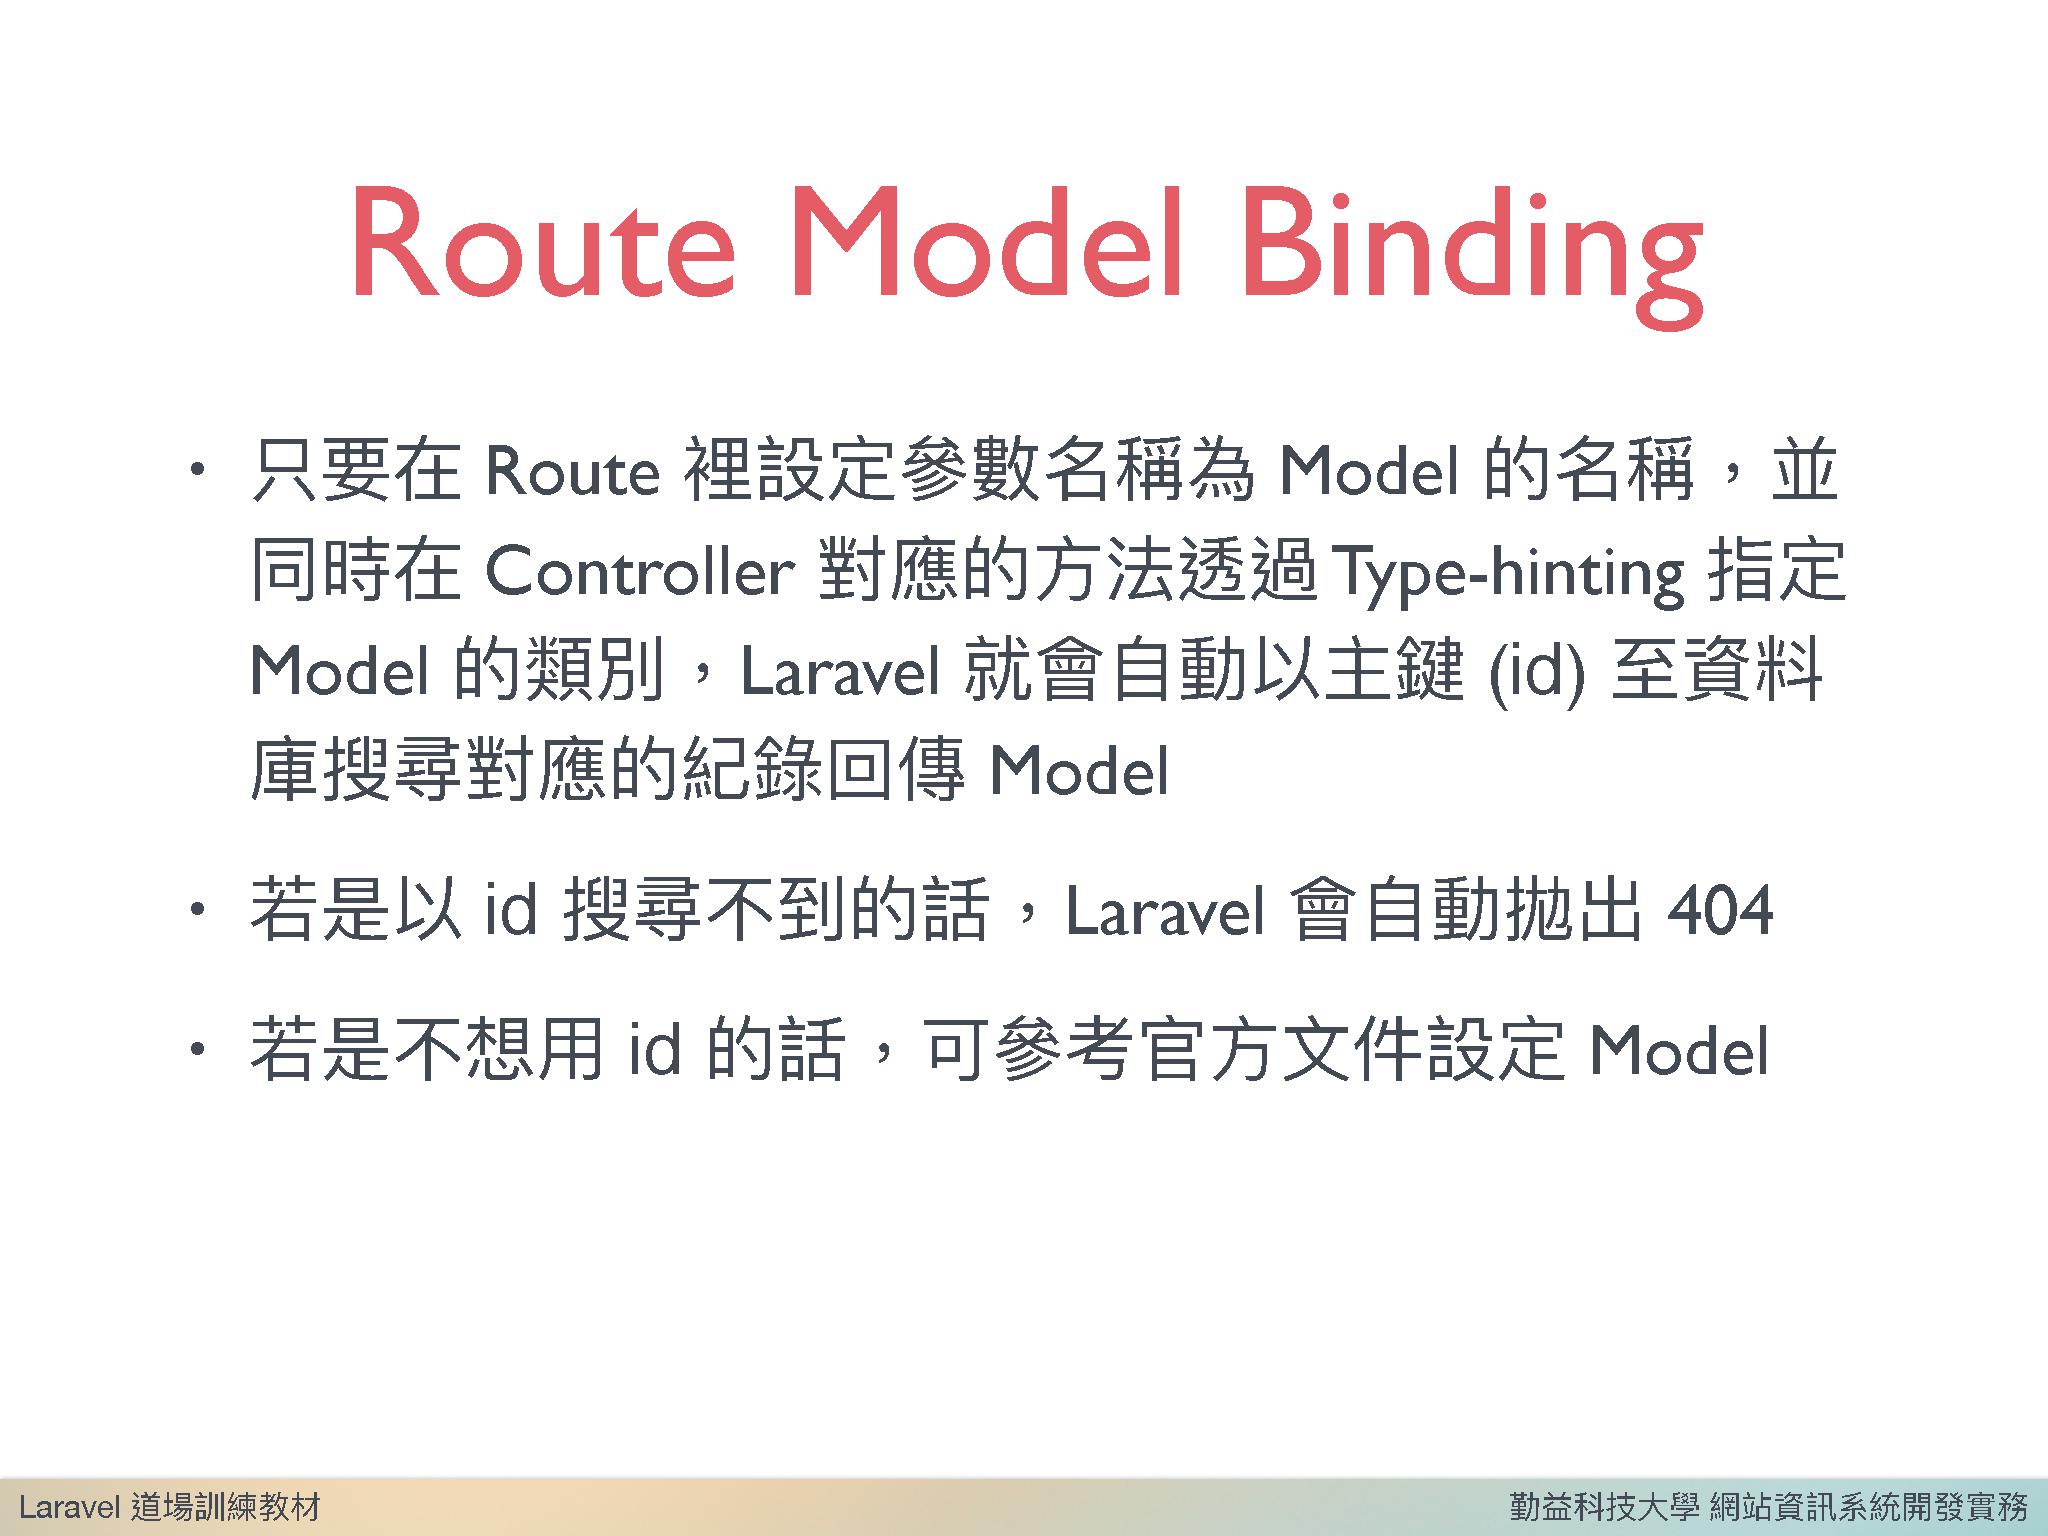 Route Model Binding
• 只要在 Route 裡設定參數名稱為 Model 的名稱，並
同時在 Controller 對應的方法透過 Type-hinting 指定
Model 的類別，Laravel 就會自動以主鍵 (id) 至資料
庫搜尋對應的紀錄回傳 Model
• 若是以 id 搜尋不到的話，Laravel 會自動拋出 404
• 若是不想用 id 的話，可參考官方文件設定 Model
Laravel 道場訓練教材
勤益科技大學 網站資訊系統開發實務